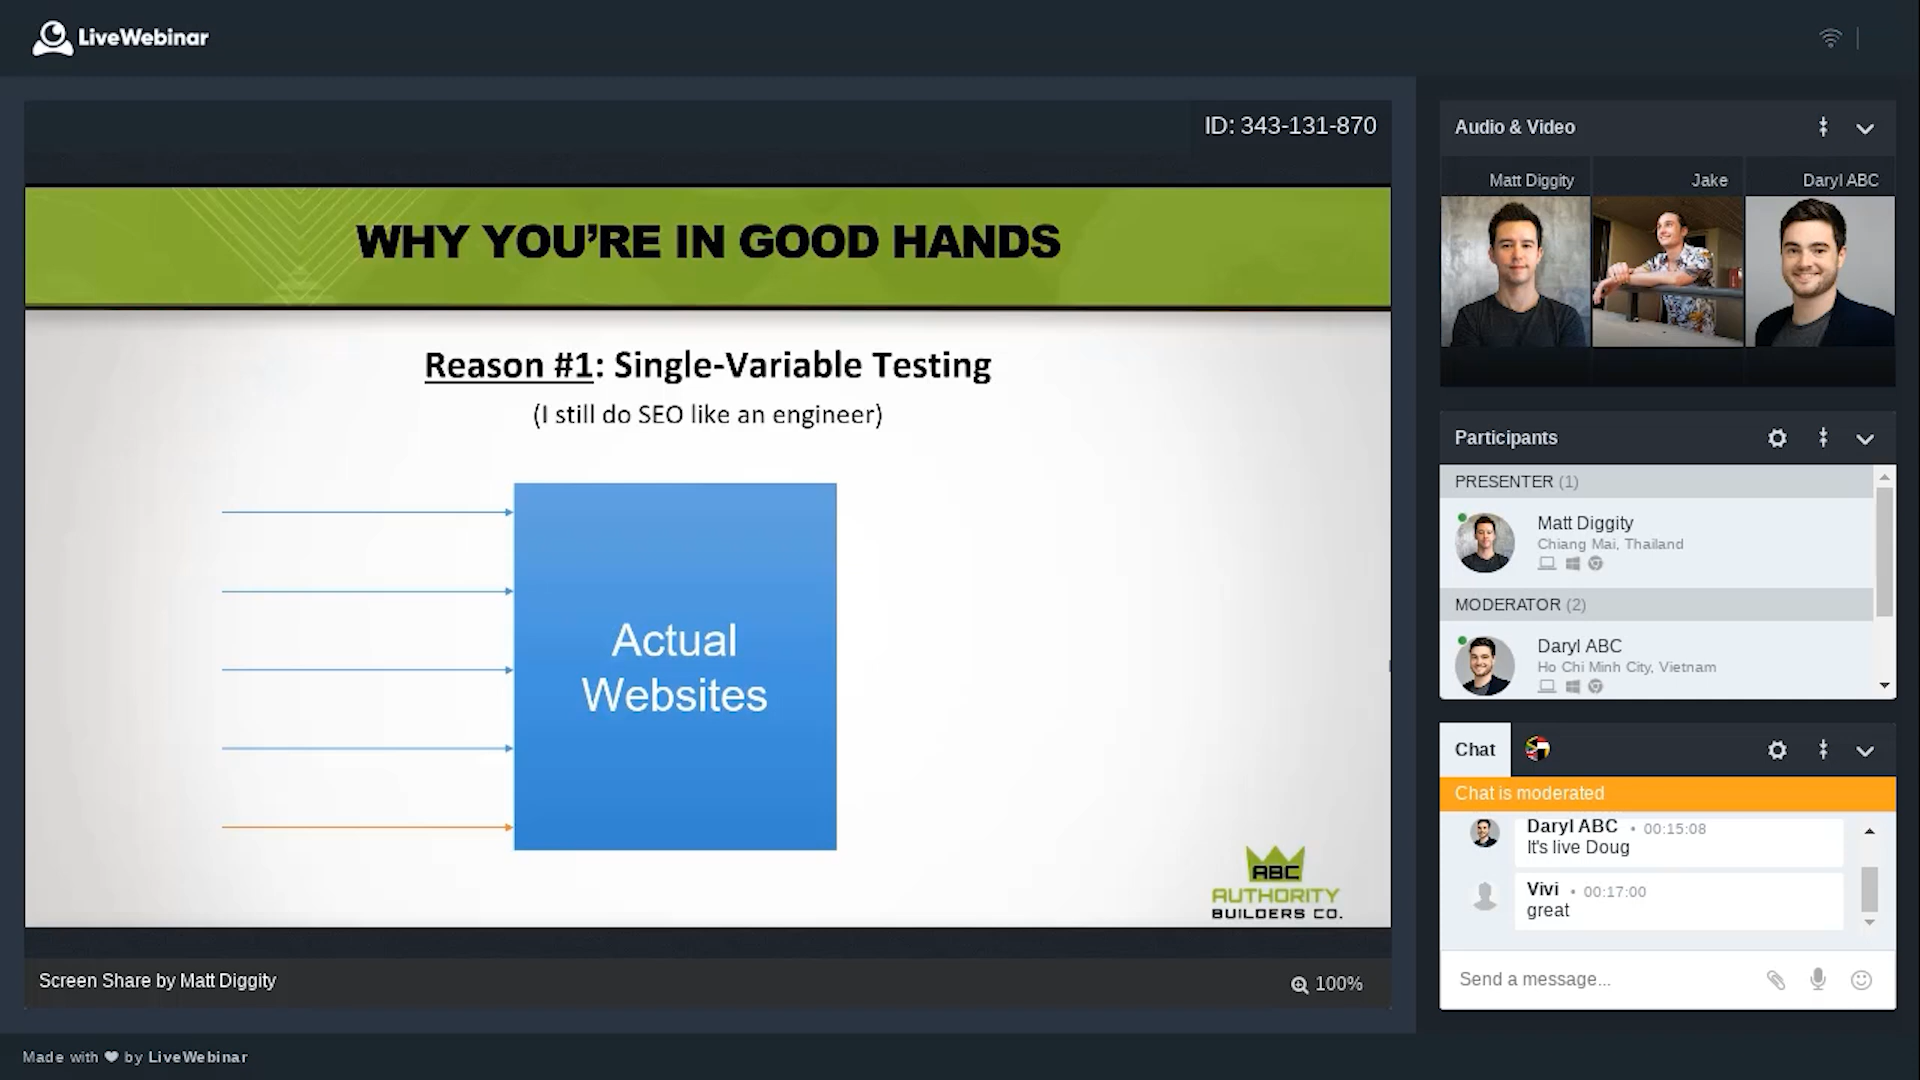 LiveWebinar
ID: 343-131-870
WHY YOU'RE IN GOOD HANDS
Reason #1: Single-Variable Testing
(I still do SEO like an engineer)
Actual
Websites
ABC
AUTHORITY
BUILDERS CO.
Screen Share by Matt Diggity
100%
Audio & Video
Matt Diggity
Jake
Daryl ABC
Participants
PRESENTER (1)
Matt Diggity
Chiang Mai, Thailand
MODERATOR (2)
Daryl ABC
Ho Chi Minh City, Vietnam
Chat
Chat is moderated
Daryl ABC • 00:15:08
It's live Doug
Vivi • 00:17:00
great
Send a message...
Made with ♥ by LiveWebinar